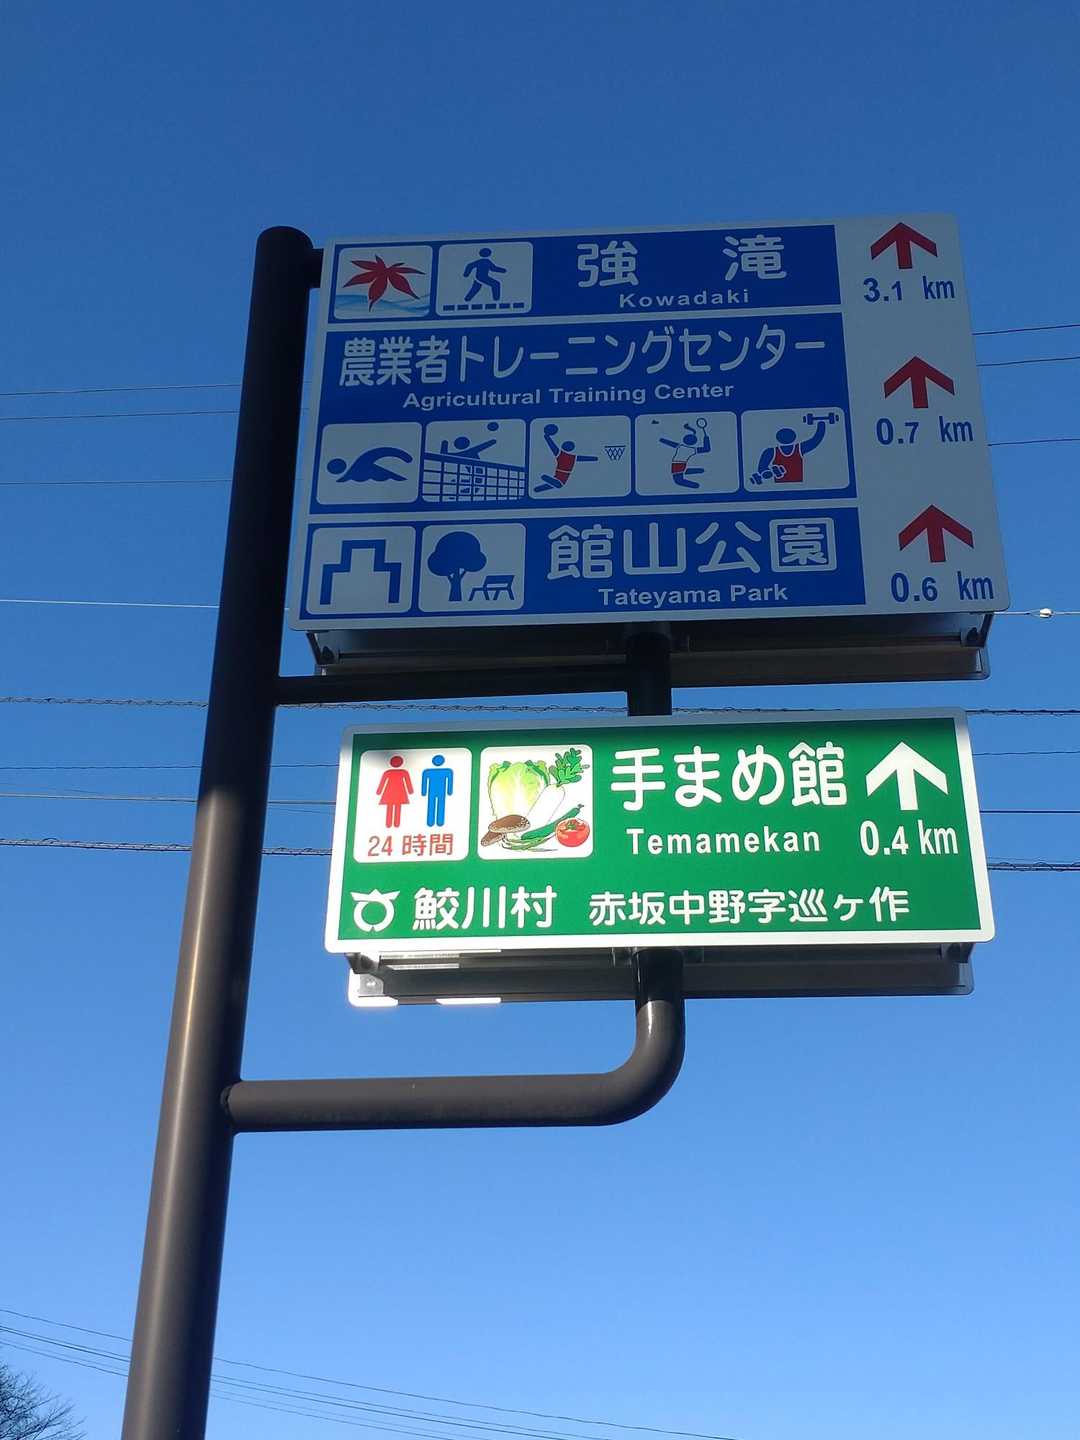 強滝
Kowadaki
3.1 km
農業者トレーニングセンター
Agricultural Training Center
0.7 km
館山公園
Tateyama Park
0.6 km
24時間
手まめ館
Temamekan
0.4 km
鮫川村 赤坂中野字巡ケ作